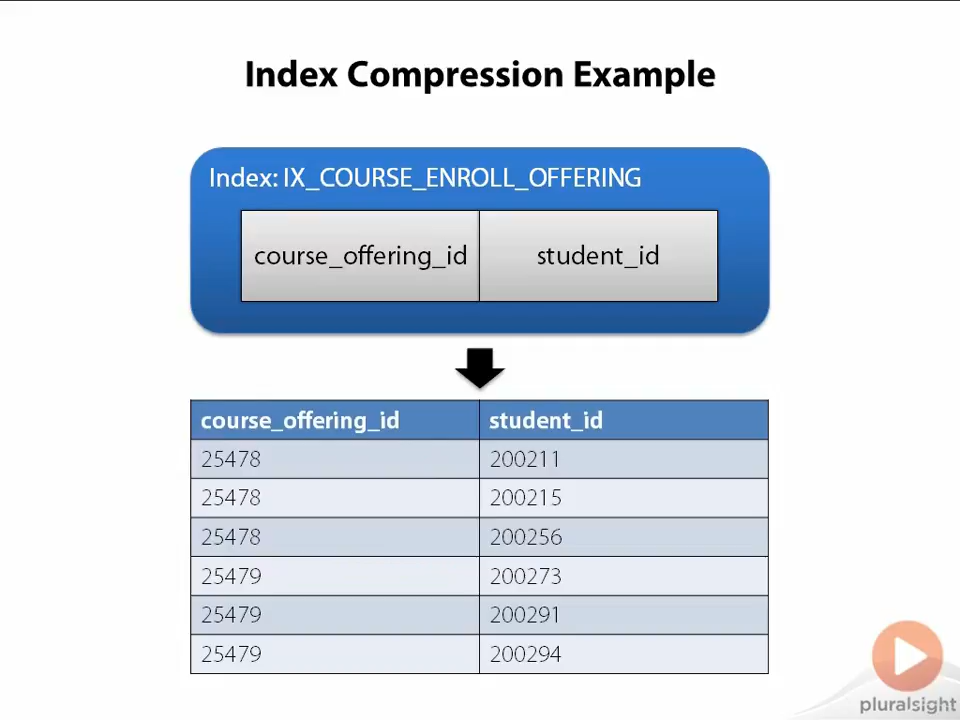 Index Compression Example
Index: IX_COURSE_ENROLL_OFFERING
course_offering_id student_id
course_offering_id student_id
25478 200211
25478 200215
25478 200256
25479 200273
25479 200291
25479 200294
pluralsight